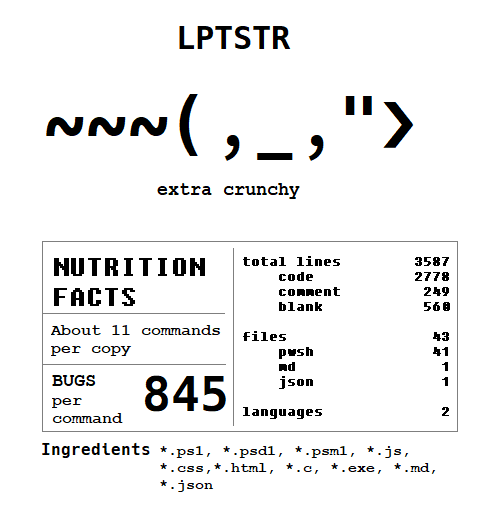 LPTSTR
~~~(,_,">
extra crunchy
NUTRITION
FACTS
About 11 commands
per copy
BUGS
per
command
845
total lines 3587
code 2778
comment 249
blank 560
files 43
pwsh 41
md 1
json 1
languages 2
Ingredients *.ps1, *.psd1, *.psm1, *.js,
*.css,*.html, *.c, *.exe, *.md,
*.json